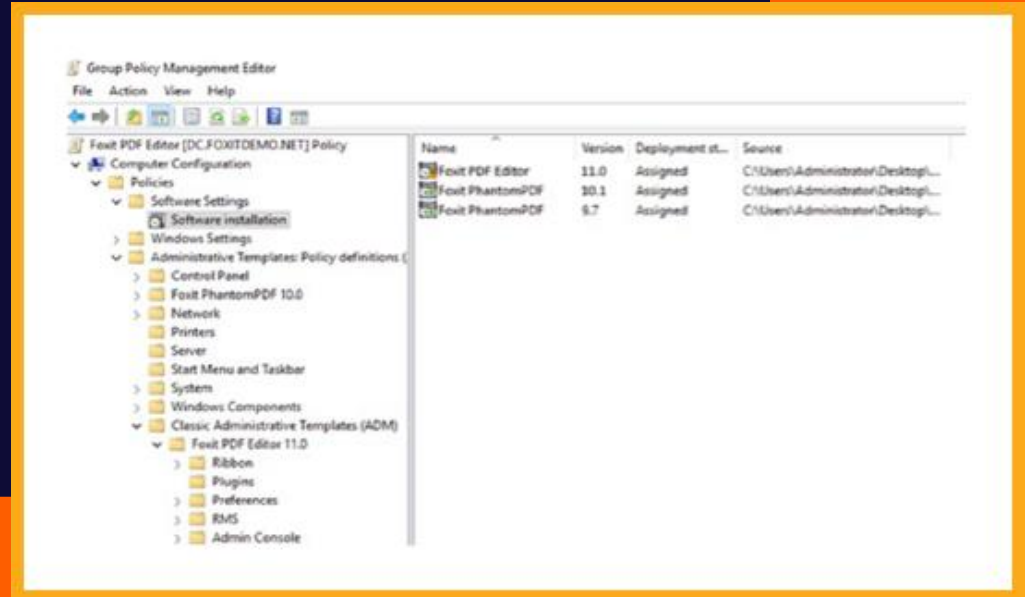 Group Policy Management Editor
File Action View Help
Foxit PDF Editor [DC.FOXITDEMO.NET] Policy
Computer Configuration
Policies
Software Settings
Software installation
Windows Settings
Administrative Templates: Policy definitions (
Control Panel
Foxit PhantomPDF 10.0
Network
Printers
Server
Start Menu and Taskbar
System
Windows Components
Classic Administrative Templates (ADM)
Foxit PDF Editor 11.0
Ribbon
Plugins
Preferences
RMS
Admin Console
Name Version Deployment st... Source
Foxit PDF Editor 11.0 Assigned C:\Users\Administrator\Desktop\...
Foxit PhantomPDF 10.1 Assigned C:\Users\Administrator\Desktop\...
Foxit PhantomPDF 9.7 Assigned C:\Users\Administrator\Desktop\...